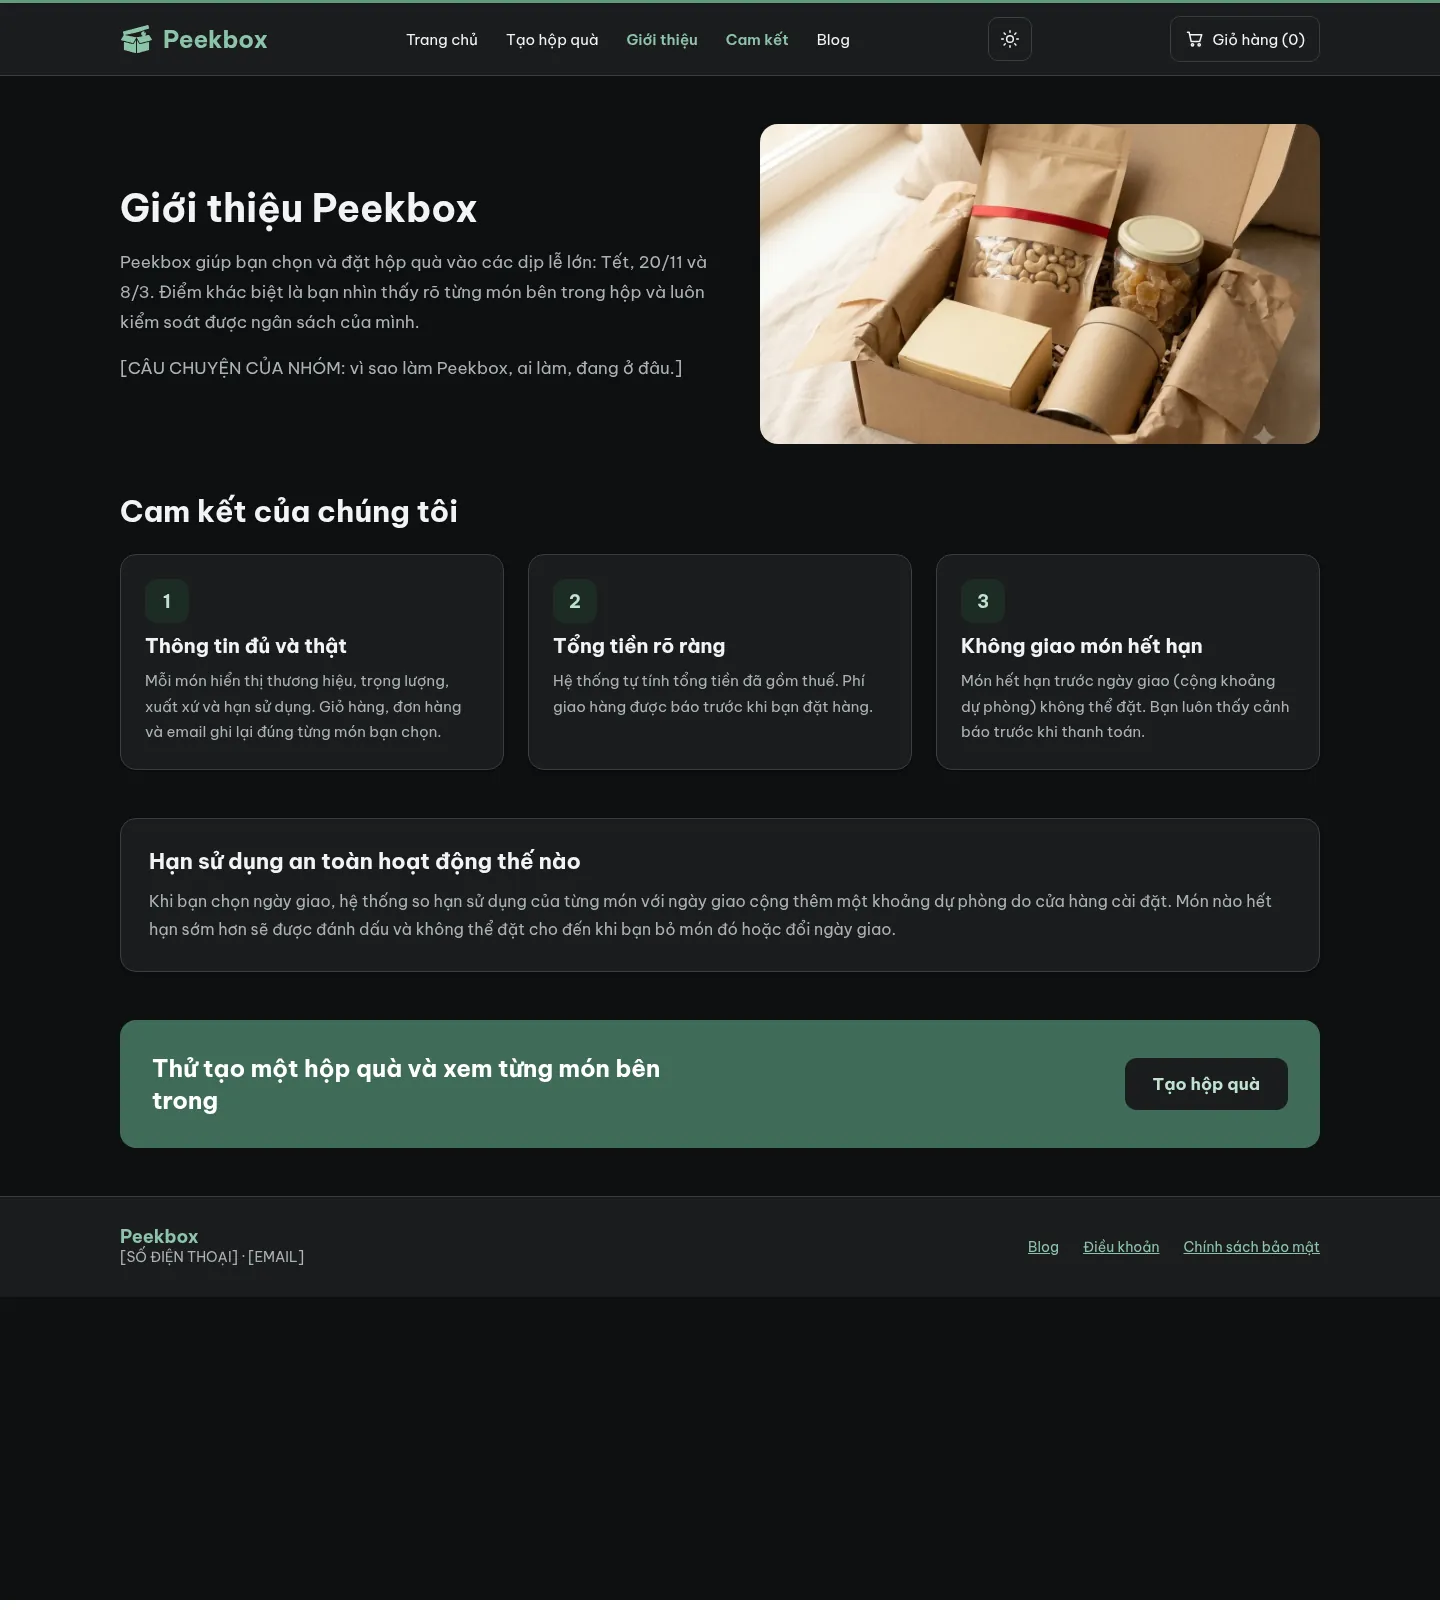 Peekbox
Trang chủ
Tạo hộp quà
Giới thiệu
Cam kết
Blog
Giỏ hàng (0)
Giới thiệu Peekbox
Peekbox giúp bạn chọn và đặt hộp quà vào các dịp lễ lớn: Tết, 20/11 và
8/3. Điểm khác biệt là bạn nhìn thấy rõ từng món bên trong hộp và luôn
kiểm soát được ngân sách của mình.
[CÂU CHUYỆN CỦA NHÓM: vì sao làm Peekbox, ai làm, đang ở đâu.]
Cam kết của chúng tôi
1
Thông tin đủ và thật
Mỗi món hiển thị thương hiệu, trọng lượng,
xuất xứ và hạn sử dụng. Giỏ hàng, đơn hàng
và email ghi lại đúng từng món bạn chọn.
2
Tổng tiền rõ ràng
Hệ thống tự tính tổng tiền đã gồm thuế. Phí
giao hàng được báo trước khi bạn đặt hàng.
3
Không giao món hết hạn
Món hết hạn trước ngày giao (cộng khoảng
dự phòng) không thể đặt. Bạn luôn thấy cảnh
báo trước khi thanh toán.
Hạn sử dụng an toàn hoạt động thế nào
Khi bạn chọn ngày giao, hệ thống so hạn sử dụng của từng món với ngày giao cộng thêm một khoảng dự phòng do cửa hàng cài đặt. Món nào hết
hạn sớm hơn sẽ được đánh dấu và không thể đặt cho đến khi bạn bỏ món đó hoặc đổi ngày giao.
Thử tạo một hộp quà và xem từng món bên
trong
Tạo hộp quà
Peekbox
[SỐ ĐIỆN THOẠI] · [EMAIL]
Blog
Điều khoản
Chính sách bảo mật